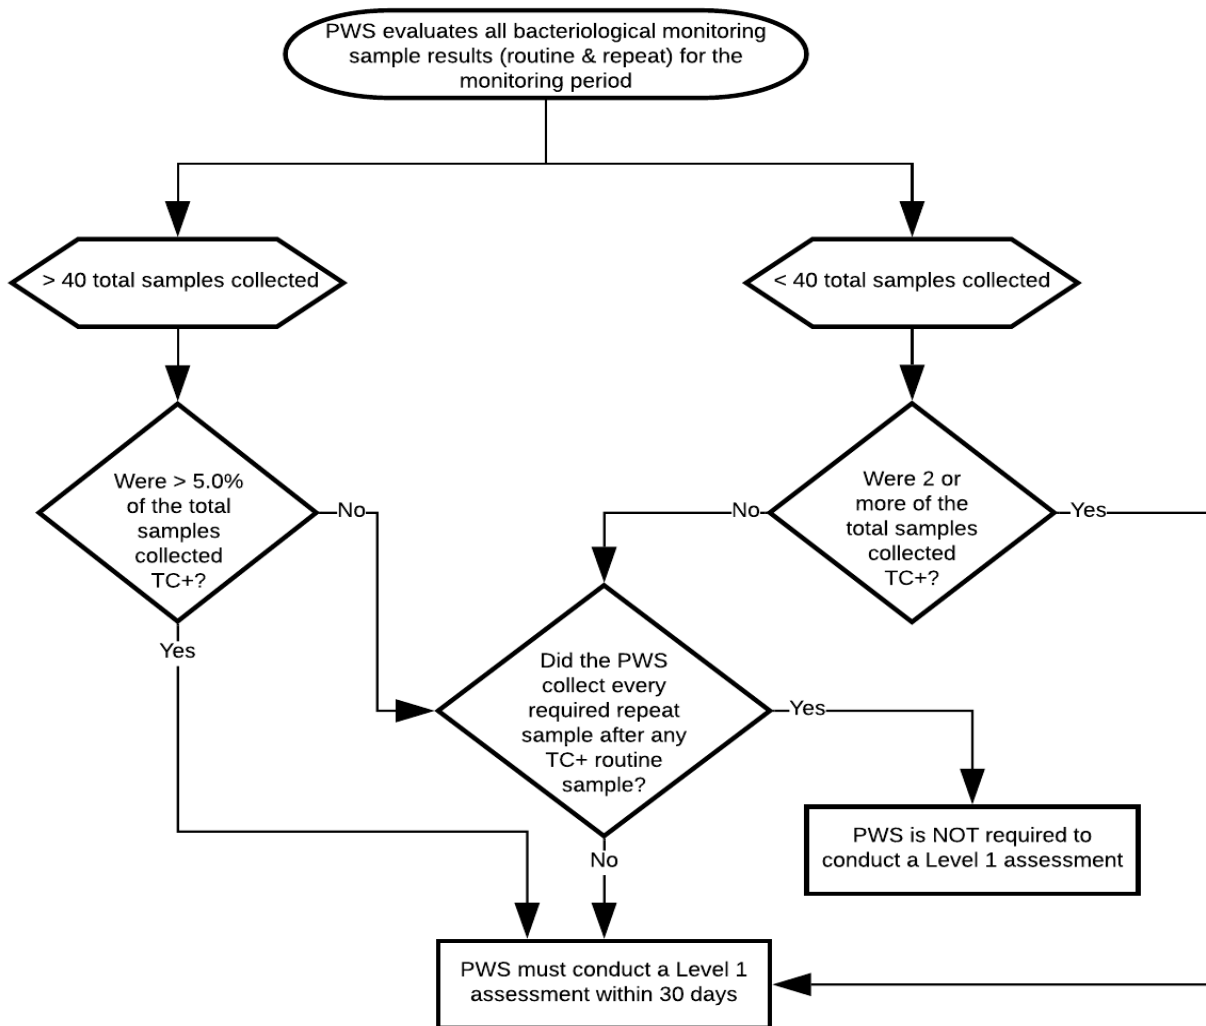 PWS evaluates all bacteriological monitoring
sample results (routine & repeat) for the
monitoring period
> 40 total samples collected
< 40 total samples collected
Were > 5.0%
of the total
samples
collected
TC+?
No
Yes
Were 2 or
more of the
total samples
collected
TC+?
No
Yes
Did the PWS
collect every
required repeat
sample after any
TC+ routine
sample?
Yes
No
PWS is NOT required to
conduct a Level 1 assessment
PWS must conduct a Level 1
assessment within 30 days